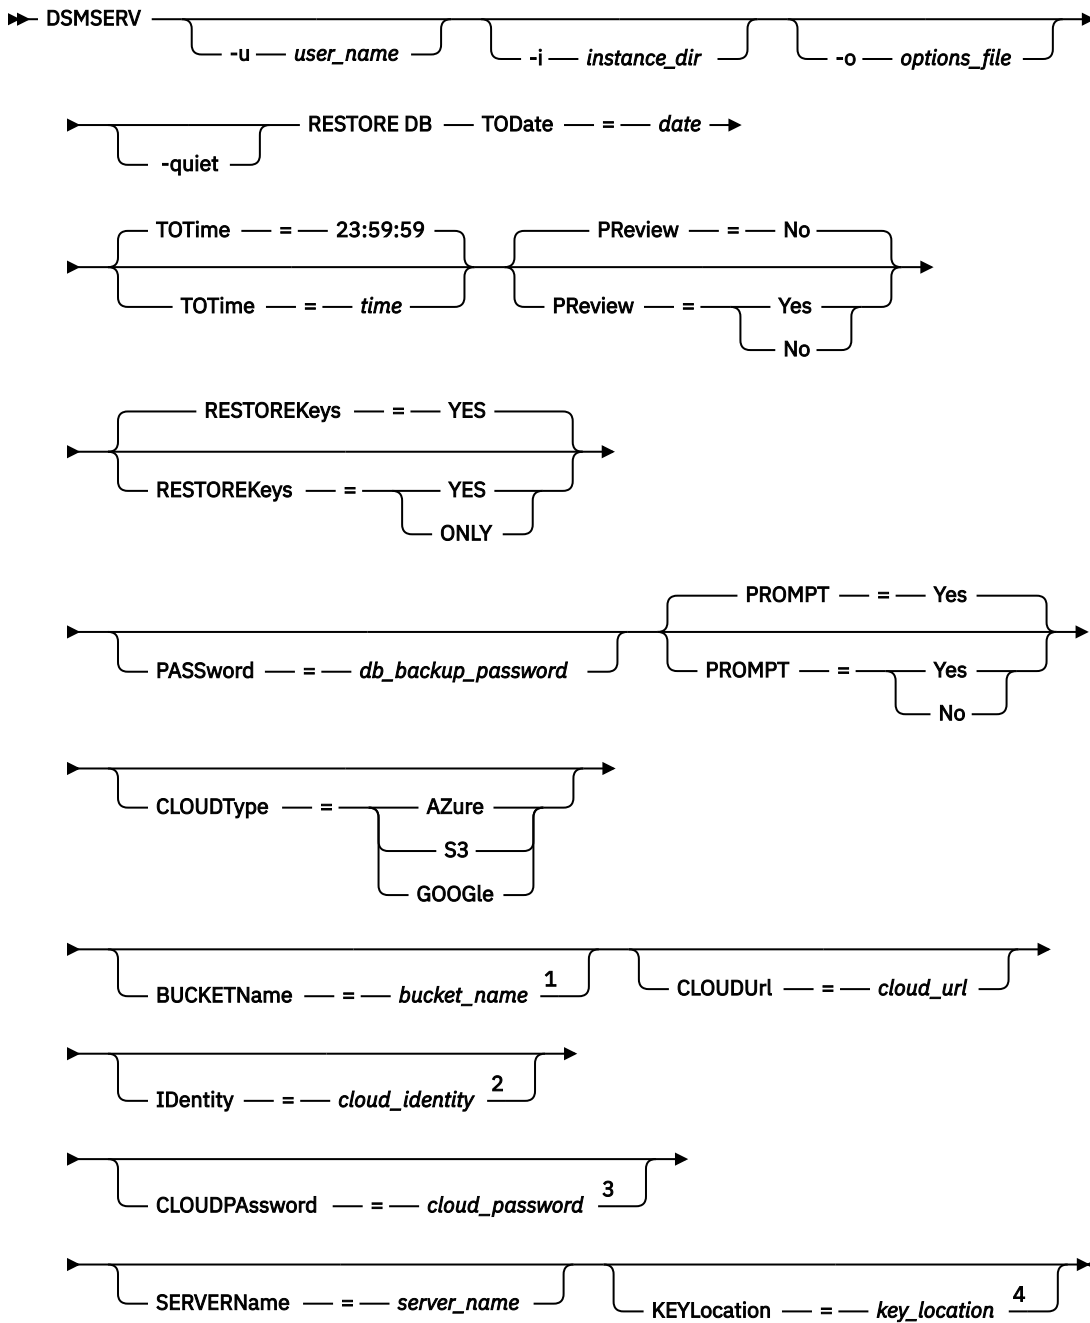 DSMSERV
-u user_name -i instance_dir -o options_file
RESTORE DB TODate = date
-quiet
TOTime = 23:59:59 PReview = No
TOTime = time PReview = Yes
No
RESTOREKeys = YES
RESTOREKeys = YES
ONLY
PROMPT = Yes
PASSword = db_backup_password PROMPT = Yes
No
CLOUDType = AZure
S3
GOOGle
BUCKETName = bucket_name 1 CLOUDUrl = cloud_url
IDentity = cloud_identity 2
CLOUDPAssword = cloud_password 3
SERVERName = server_name KEYLocation = key_location 4